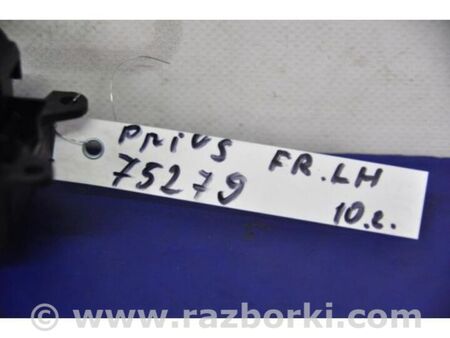 PRIUS FR.LH
75279 10.г.
© www.razborki.com